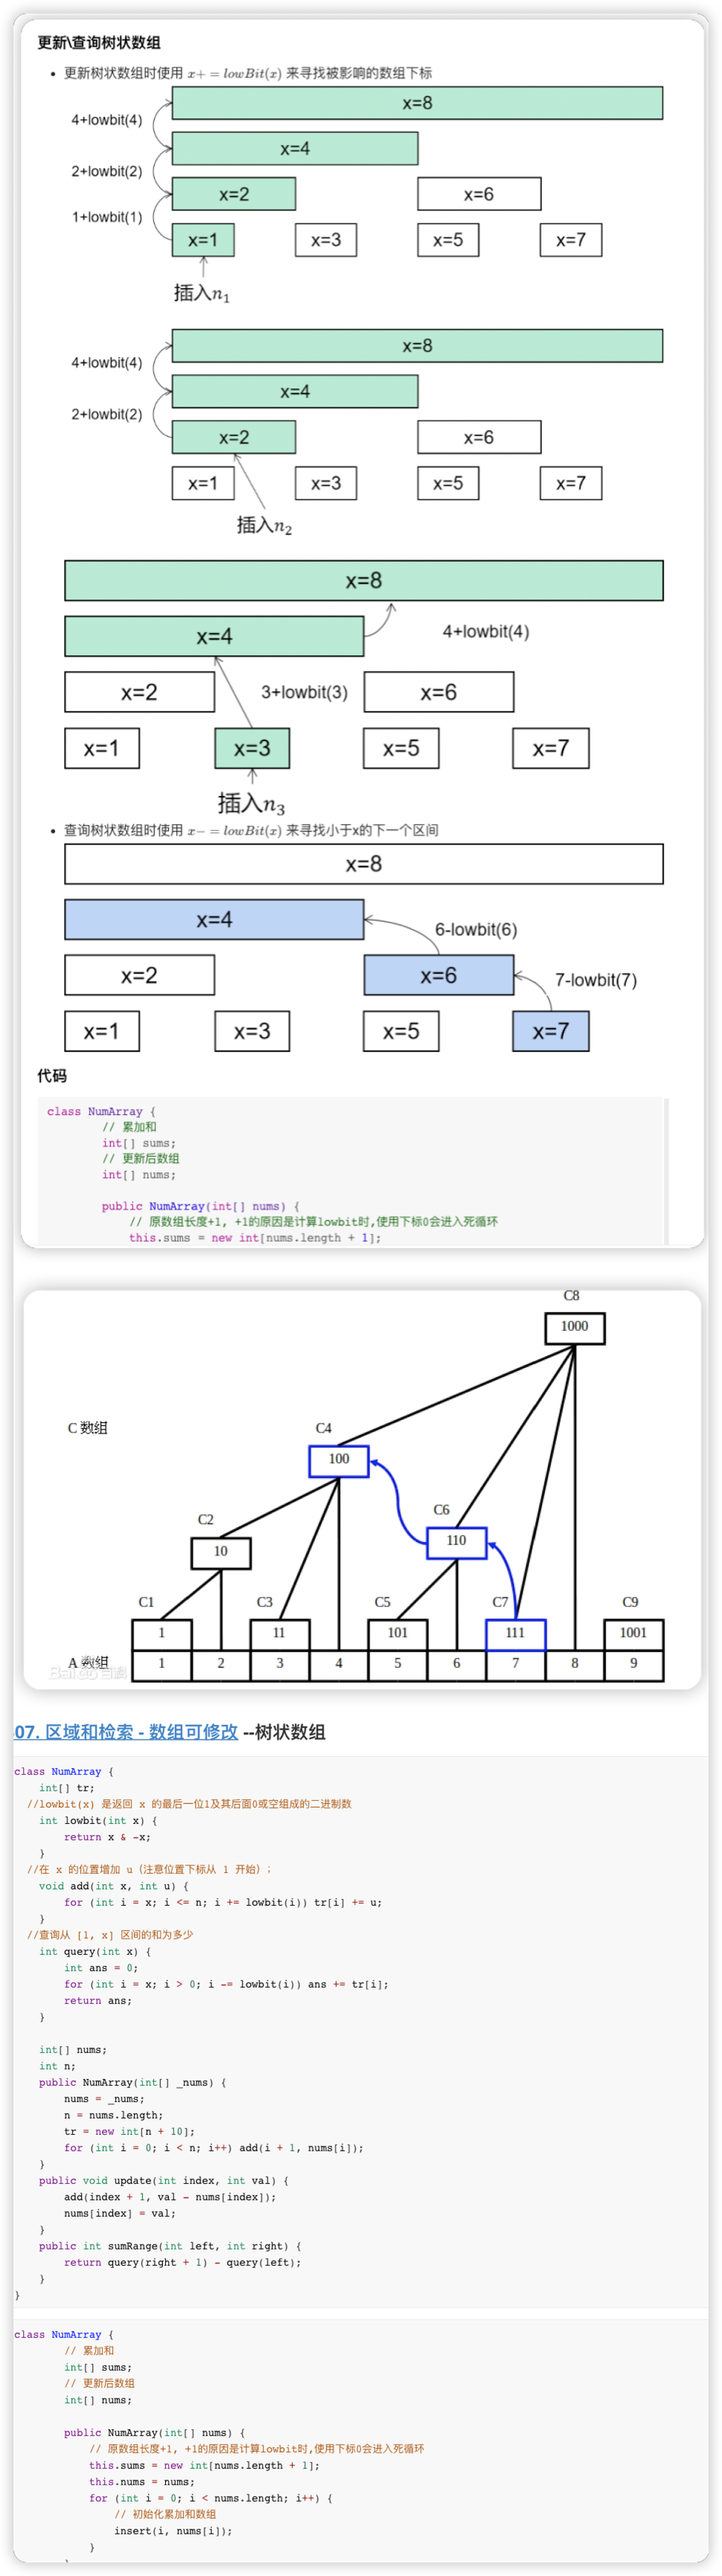 更新\查询树状数组
• 更新树状数组时使用 x+ = lowBit(x) 来寻找被影响的数组下标
x=8
4+lowbit(4)
x=4
2+lowbit(2)
x=2 x=6
1+lowbit(1)
x=1 x=3 x=5 x=7
插入n₁
x=8
4+lowbit(4)
x=4
2+lowbit(2)
x=2 x=6
x=1 x=3 x=5 x=7
插入n₂
x=8
x=4 4+lowbit(4)
x=2 3+lowbit(3) x=6
x=1 x=3 x=5 x=7
插入n₃
• 查询树状数组时使用 x− = lowBit(x) 来寻找小于x的下一个区间
x=8
x=4 6-lowbit(6)
x=2 x=6 7-lowbit(7)
x=1 x=3 x=5 x=7
代码
class NumArray {
// 累加和
int[] sums;
// 更新后数组
int[] nums;
public NumArray(int[] nums) {
// 原数组长度+1, +1的原因是计算lowbit时,使用下标0会进入死循环
this.sums = new int[nums.length + 1];
C8
1000
C 数组 C4
100
C6
C2 110
10
C1 C3 C5 C7 C9
1 11 101 111 1001
A 数组 1 2 3 4 5 6 7 8 9
07. 区域和检索 - 数组可修改 --树状数组
class NumArray {
int[] tr;
//lowbit(x) 是返回 x 的最后一位1及其后面0或空组成的二进制数
int lowbit(int x) {
return x & -x;
}
//在 x 的位置增加 u（注意位置下标从 1 开始）;
void add(int x, int u) {
for (int i = x; i <= n; i += lowbit(i)) tr[i] += u;
}
//查询从 [1, x] 区间的和为多少
int query(int x) {
int ans = 0;
for (int i = x; i > 0; i -= lowbit(i)) ans += tr[i];
return ans;
}
int[] nums;
int n;
public NumArray(int[] _nums) {
nums = _nums;
n = nums.length;
tr = new int[n + 10];
for (int i = 0; i < n; i++) add(i + 1, nums[i]);
}
public void update(int index, int val) {
add(index + 1, val - nums[index]);
nums[index] = val;
}
public int sumRange(int left, int right) {
return query(right + 1) - query(left);
}
}
class NumArray {
// 累加和
int[] sums;
// 更新后数组
int[] nums;
public NumArray(int[] nums) {
// 原数组长度+1, +1的原因是计算lowbit时,使用下标0会进入死循环
this.sums = new int[nums.length + 1];
this.nums = nums;
for (int i = 0; i < nums.length; i++) {
// 初始化累加和数组
insert(i, nums[i]);
}